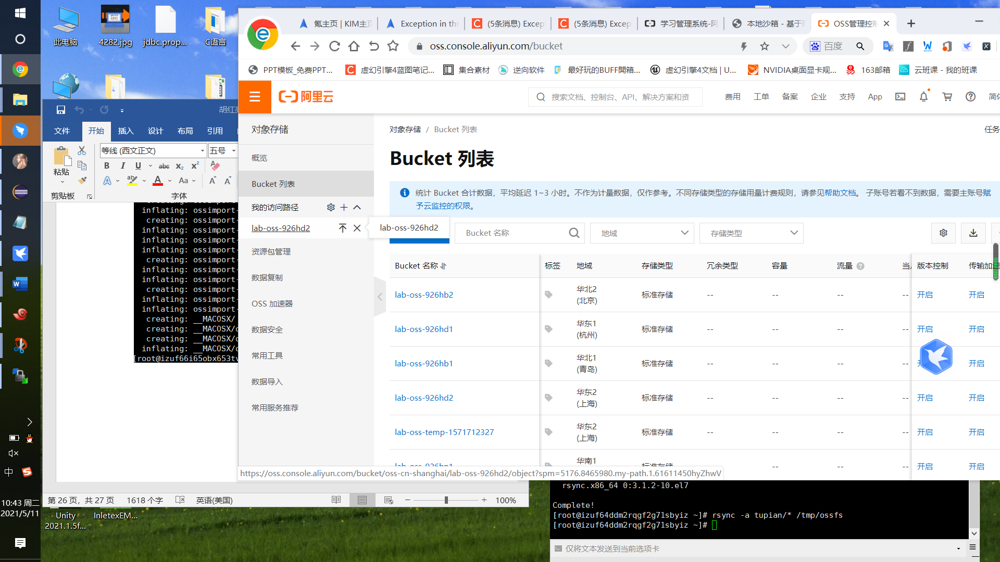 此电脑
4282.jpg
jdbc.prop...
C语言
氪主页 | KIM主页
Exception in thr
(5条消息) Excep
(5条消息) Excep
学习管理系统-阿
本地沙箱 - 基于阿
OSS管理控制
oss.console.aliyun.com/bucket
百度
PPT模板_免费PPT...
虚幻引擎4蓝图笔记...
集合素材
逆向软件
最好玩的BUFF開箱...
虚幻引擎4文档 | U...
NVIDIA桌面显卡规...
163邮箱
云班课 - 我的班课
阿里云
搜索文档、控制台、API、解决方案和资
费用
工单
备案
企业
支持
App
简体
胡红亮
文件
开始
插入
设计
布局
引用
等线 (西文正文)
五号
粘贴
B I U abc X₂ X²
Aa
剪贴板
字体
inflating: ossimport-
creating: ossimport-
inflating: ossimport-
inflating: ossimport-
inflating: ossimport-
creating: ossimport-
inflating: ossimport-
inflating: ossimport-
creating: ossimport-
inflating: ossimport-
inflating: ossimport-
creating: __MACOSX/
creating: __MACOSX/o
creating: __MACOSX/o
inflating: __MACOSX/o
[root@izuf66i65obx653tv
对象存储
概览
Bucket 列表
我的访问路径
lab-oss-926hd2
资源包管理
数据复制
OSS 加速器
数据安全
常用工具
数据导入
常用服务推荐
对象存储 / Bucket 列表
任务
Bucket 列表
统计 Bucket 合计数据，平均延迟 1~3 小时。不作为计量数据，仅作参考。不同存储类型的存储用量计费规则，请参见帮助文档。 子账号若看不到数据，需要主账号赋
予云监控的权限。
lab-oss-926hd2
Bucket 名称
地域
存储类型
Bucket 名称 标签 地域 存储类型 冗余类型 容量 流量 当月 版本控制 传输加速
lab-oss-926hb2 华北2 (北京) 标准存储 -- -- -- -- 开启 开启
lab-oss-926hd1 华东1 (杭州) 标准存储 -- -- -- -- 开启 开启
lab-oss-926hb1 华北1 (青岛) 标准存储 -- -- -- -- 开启
lab-oss-926hd2 华东2 (上海) 标准存储 -- -- -- -- 开启 开启
lab-oss-temp-1571712327 华东2 (上海) 标准存储 -- -- -- -- 开启 开启
lab-oss-926hn1 华南1 标准存储 -- -- -- 开启 开启
https://oss.console.aliyun.com/bucket/oss-cn-shanghai/lab-oss-926hd2/object?spm=5176.8465980.my-path.1.61611450hyZhwV
rsync.x86_64 0:3.1.2-10.el7
Complete!
[root@izuf64ddm2rqgf2g71sbyiz ~]# rsync -a tupian/* /tmp/ossfs
[root@izuf64ddm2rqgf2g71sbyiz ~]#
仅将文本发送到当前选项卡
第 26 页，共 27 页
1618 个字
英语(美国)
100%
Unity
2021.1.5f...
InletexEM...
中
10:43 周二
2021/5/11